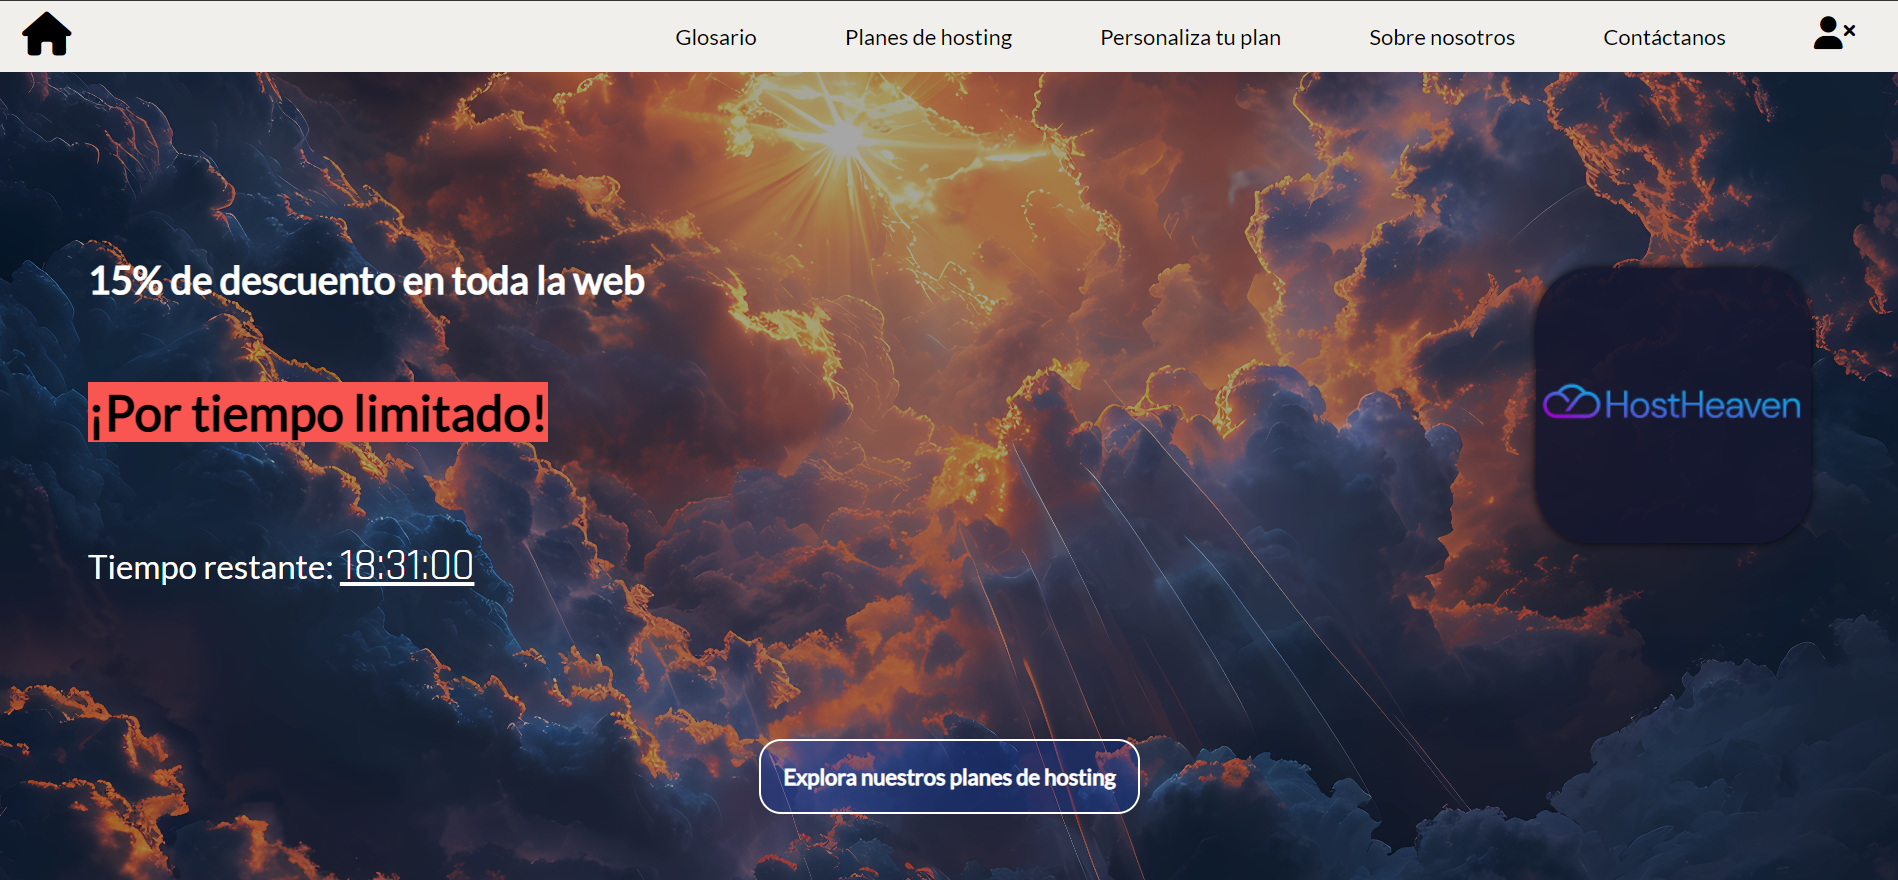 Glosario
Planes de hosting
Personaliza tu plan
Sobre nosotros
Contáctanos
15% de descuento en toda la web
¡Por tiempo limitado!
HostHeaven
Tiempo restante: 18:31:00
Explora nuestros planes de hosting